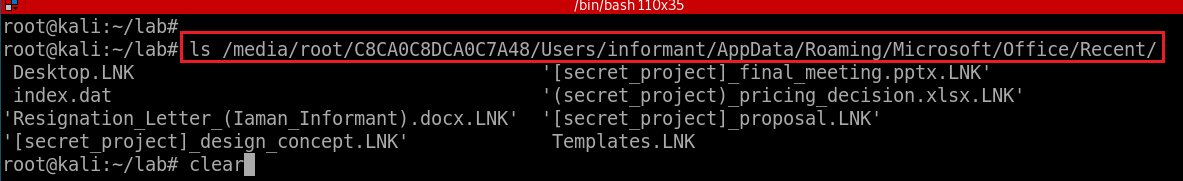 /bin/bash 110x35
root@kali:~/lab#
root@kali:~/lab# ls /media/root/C8CA0C8DCA0C7A48/Users/informant/AppData/Roaming/Microsoft/Office/Recent/
Desktop.LNK '[secret_project]_final_meeting.pptx.LNK'
index.dat '(secret_project)_pricing_decision.xlsx.LNK'
'Resignation_Letter_(Iaman_Informant).docx.LNK' '[secret_project]_proposal.LNK'
'[secret_project]_design_concept.LNK' Templates.LNK
root@kali:~/lab# clear